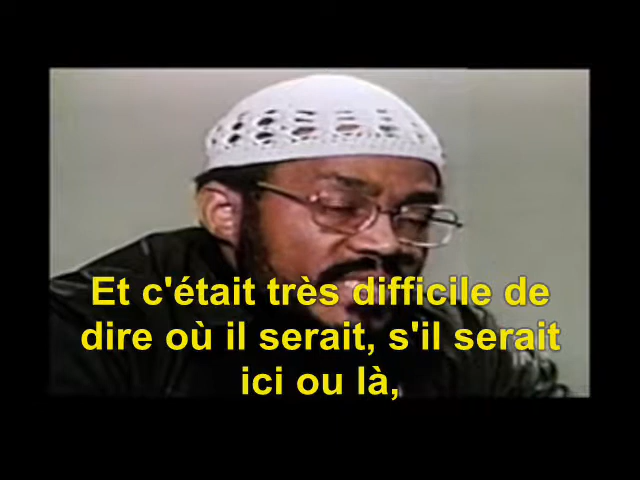 Et c'était très difficile de
dire où il serait, s'il serait
ici ou là,